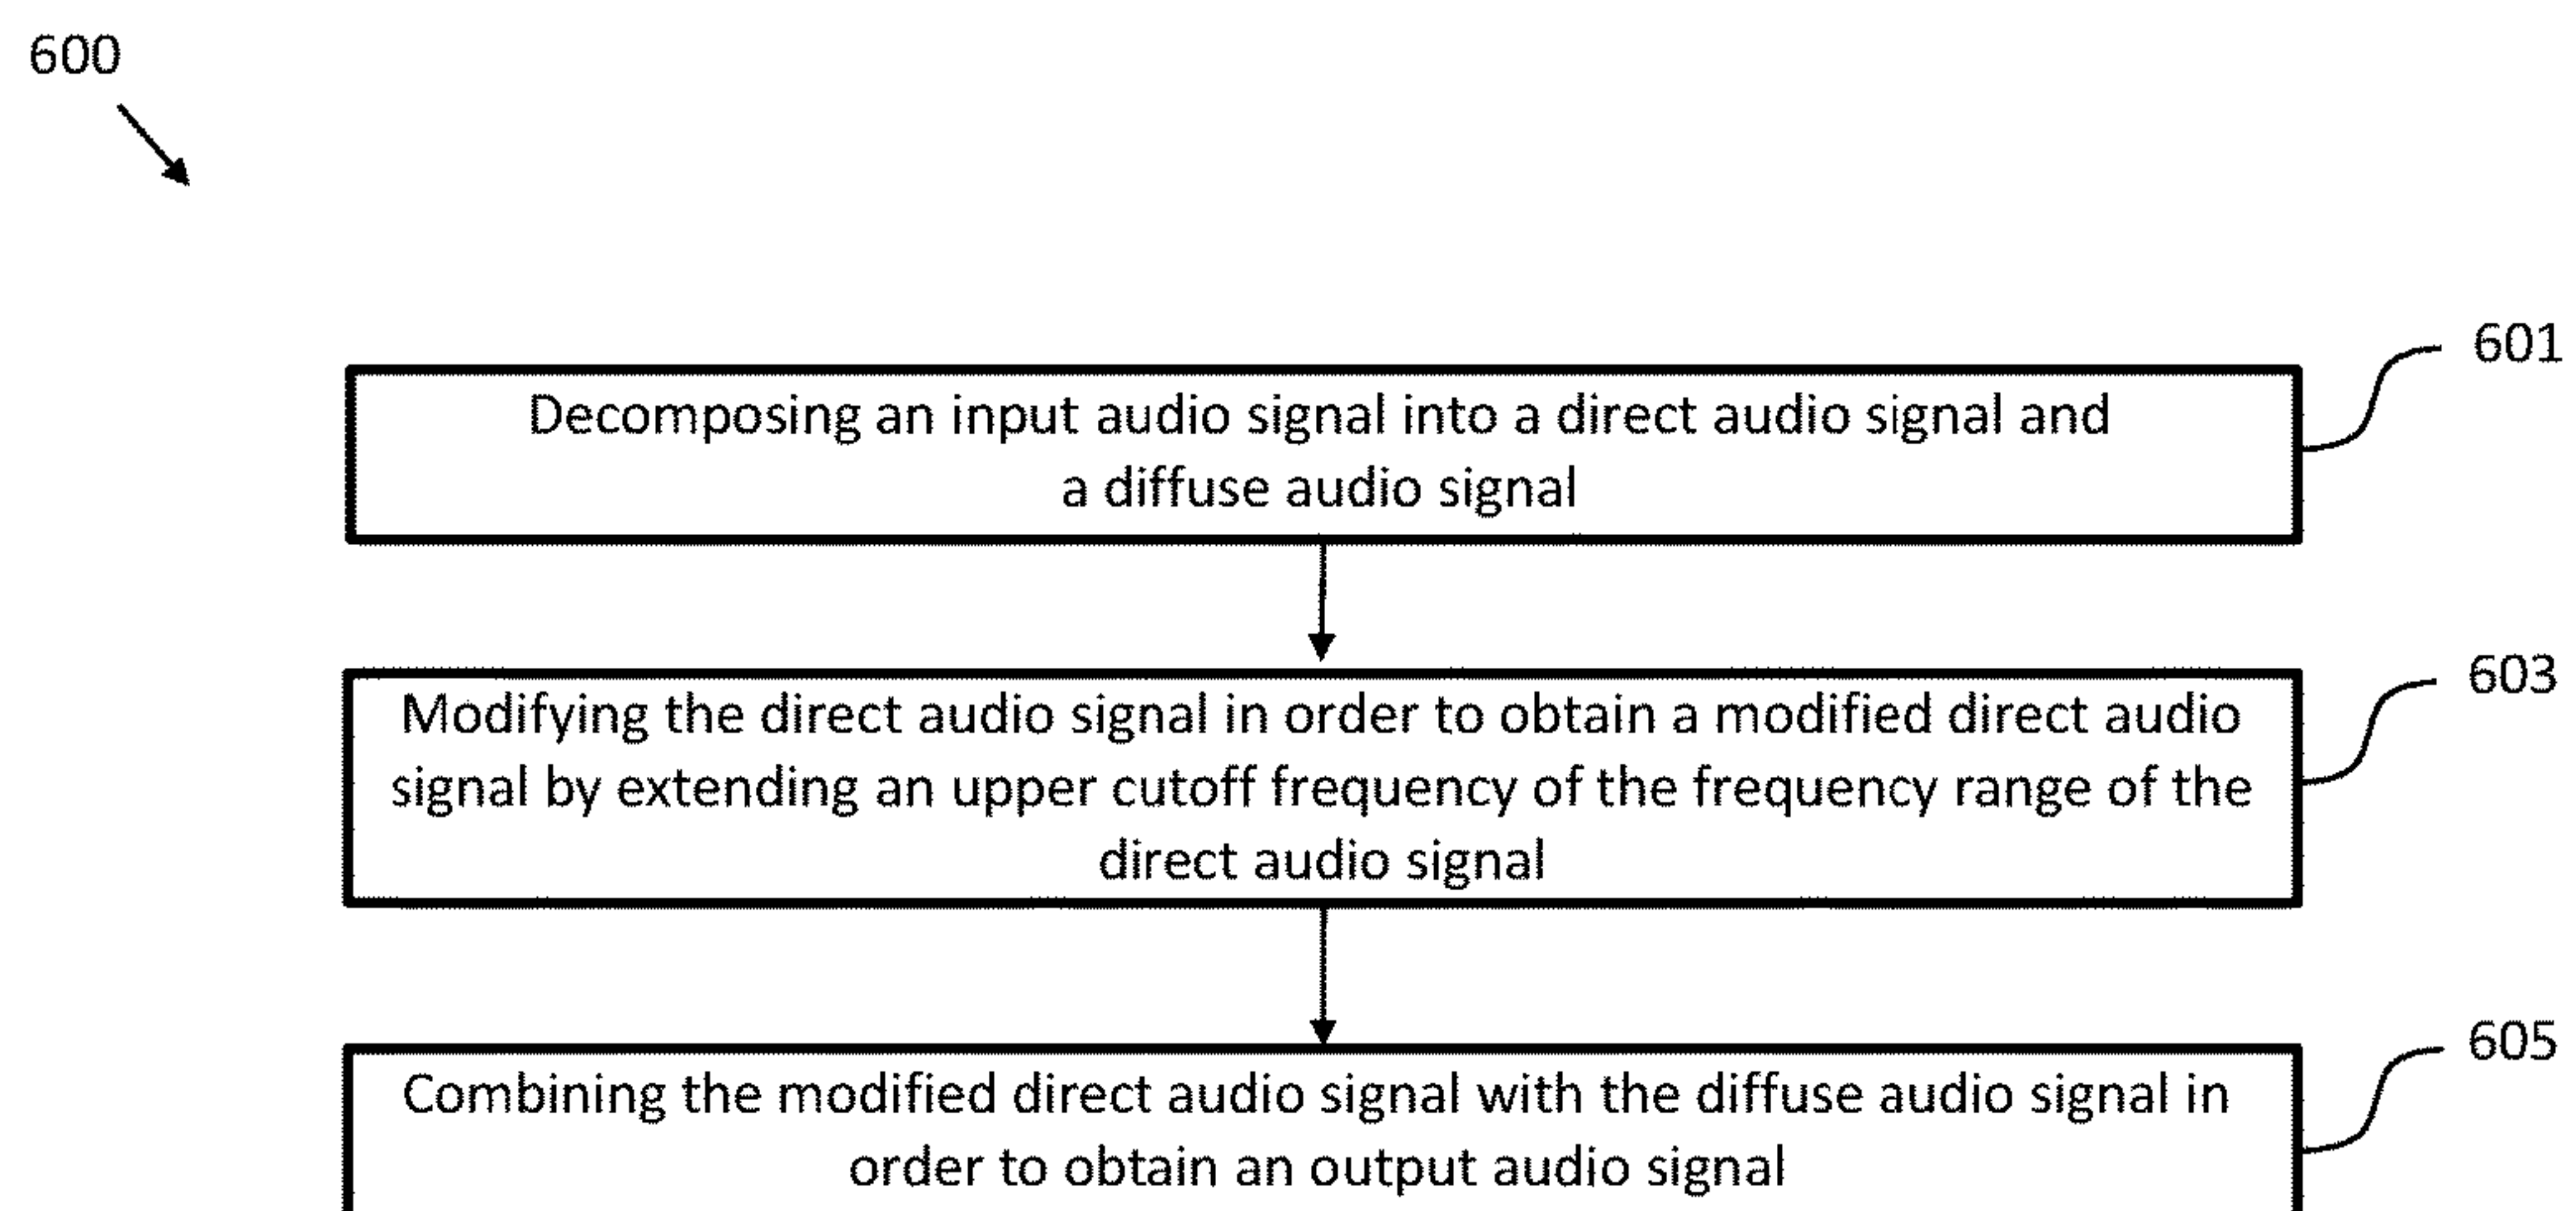 600
601
Decomposing an input audio signal into a direct audio signal and
a diffuse audio signal
603
Modifying the direct audio signal in order to obtain a modified direct audio
signal by extending an upper cutoff frequency of the frequency range of the
direct audio signal
605
Combining the modified direct audio signal with the diffuse audio signal in
order to obtain an output audio signal